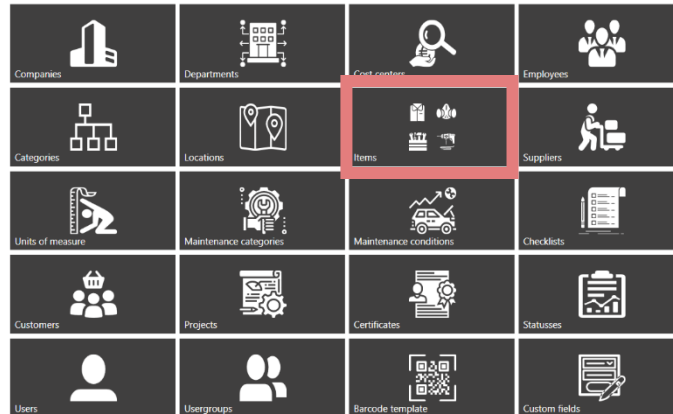 Companies
Departments
Cost centers
Employees
Categories
Locations
Items
Suppliers
Units of measure
Maintenance categories
Maintenance conditions
Checklists
Customers
Projects
Certificates
Statusses
Users
Usergroups
Barcode template
Custom fields